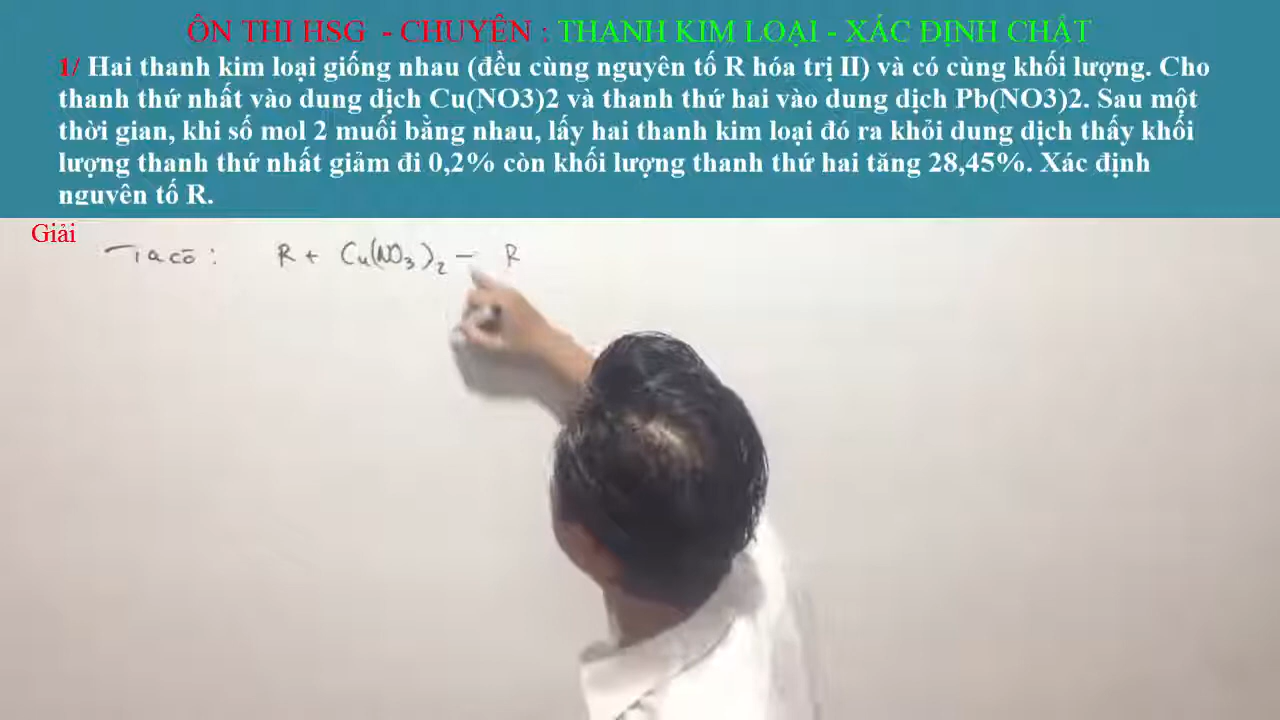 ÔN THI HSG - CHUYÊN : THANH KIM LOẠI - XÁC ĐỊNH CHẤT
1/ Hai thanh kim loại giống nhau (đều cùng nguyên tố R hóa trị II) và có cùng khối lượng. Cho
thanh thứ nhất vào dung dịch Cu(NO3)2 và thanh thứ hai vào dung dịch Pb(NO3)2. Sau một
thời gian, khi số mol 2 muối bằng nhau, lấy hai thanh kim loại đó ra khỏi dung dịch thấy khối
lượng thanh thứ nhất giảm đi 0,2% còn khối lượng thanh thứ hai tăng 28,45%. Xác định
nguyên tố R.
Giải
Ta có : R + Cu(NO3)2 — R